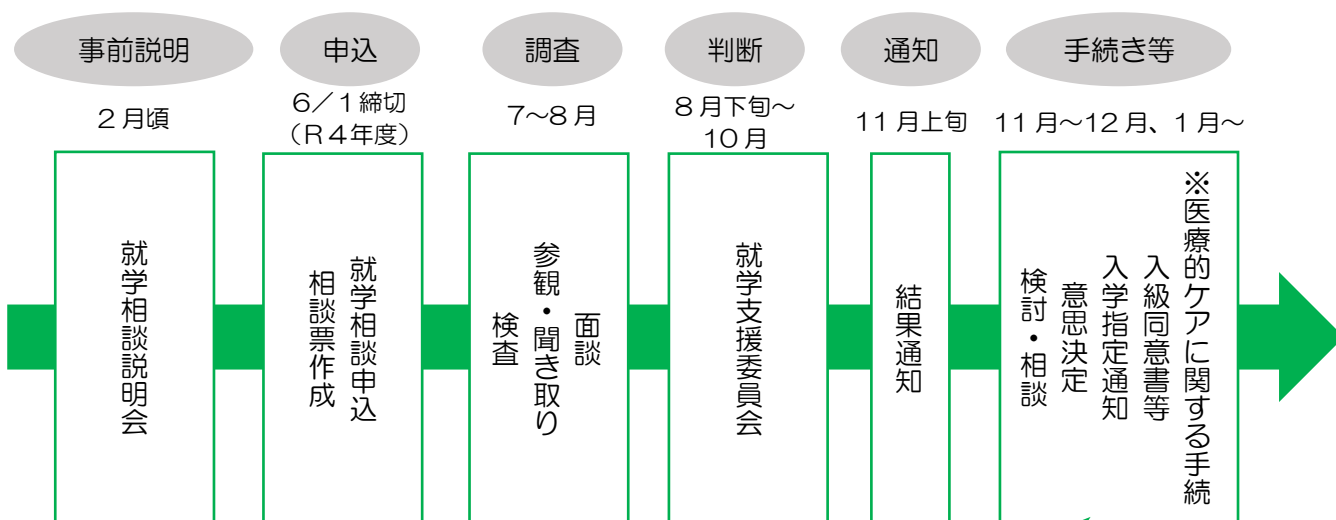 事前説明
申込
調査
判断
通知
手続き等
2月頃
6／1締切
（R4年度）
7～8月
8月下旬～
10月
11月上旬
11月～12月、1月～
就学相談説明会
就学相談申込
相談票作成
面談
参観・聞き取り
検査
就学支援委員会
結果通知
※医療的ケアに関する手続
入級同意書等
入学指定通知
意思決定
検討・相談